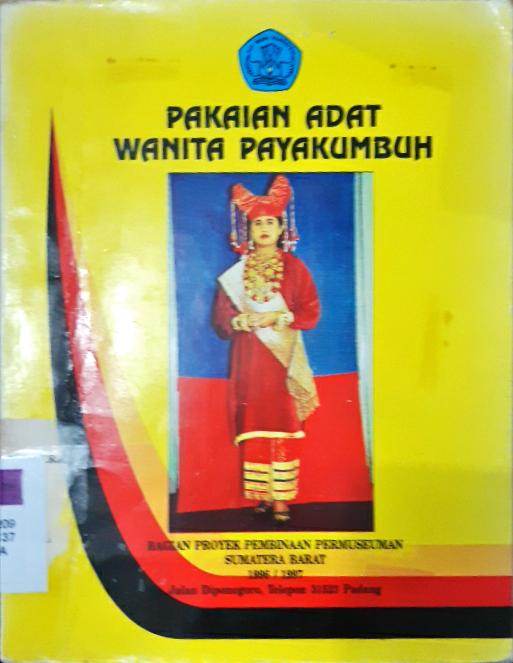 PAKAIAN ADAT
WANITA PAYAKUMBUH
BAGIAN PROYEK PEMBINAAN PERMUSEUMAN
SUMATERA BARAT
1996 / 1997
Jalan Diponegoro, Telepon 31523 Padang